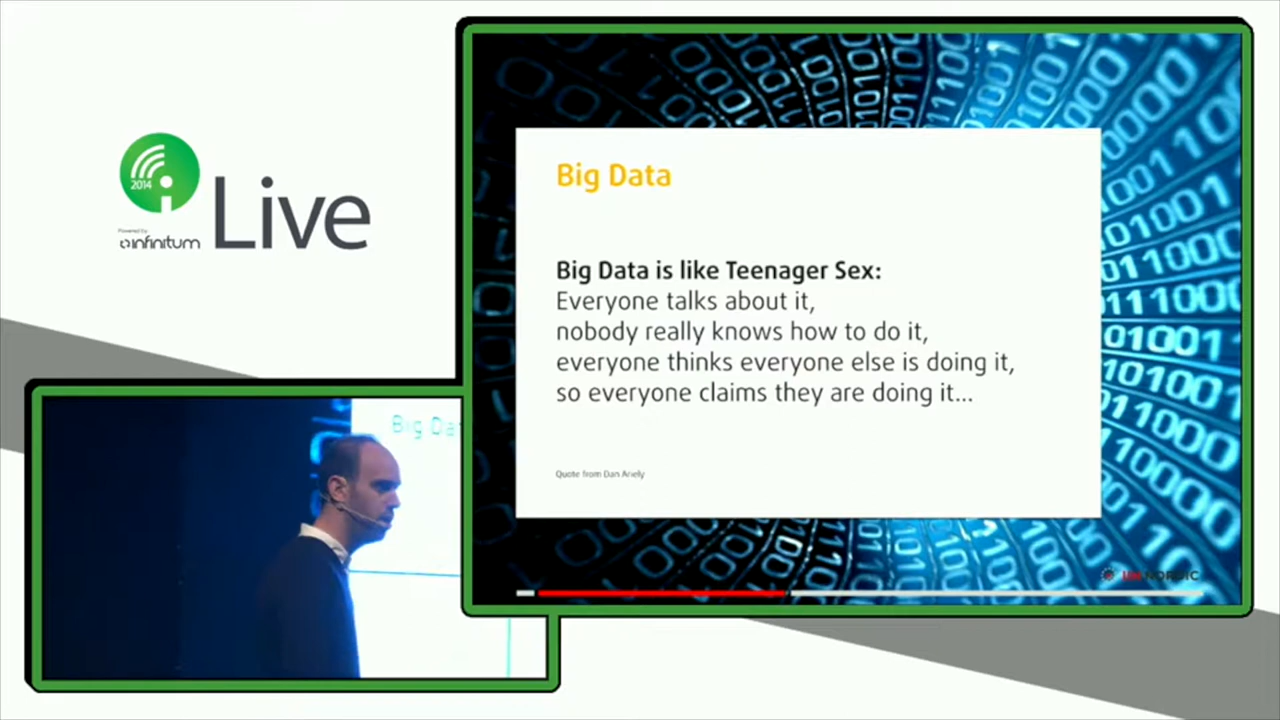 2014
Powered by
infinitum
Live
Big Data
Big Data is like Teenager Sex:
Everyone talks about it,
nobody really knows how to do it,
everyone thinks everyone else is doing it,
so everyone claims they are doing it...
Quote from Dan Ariely
Big Da